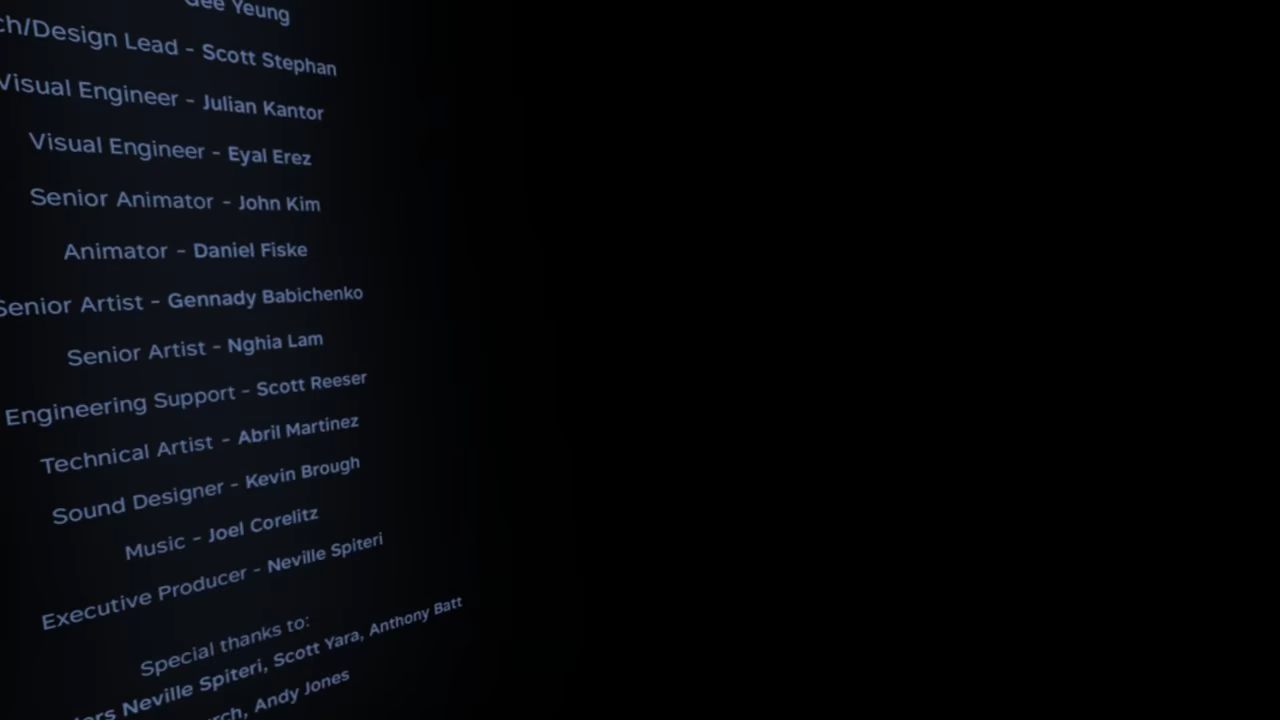 Gee Yeung
ch/Design Lead - Scott Stephan
Visual Engineer - Julian Kantor
Visual Engineer - Eyal Erez
Senior Animator - John Kim
Animator - Daniel Fiske
Senior Artist - Gennady Babichenko
Senior Artist - Nghia Lam
Engineering Support - Scott Reeser
Technical Artist - Abril Martinez
Sound Designer - Kevin Brough
Music - Joel Corelitz
Executive Producer - Neville Spiteri
Special thanks to:
ers Neville Spiteri, Scott Yara, Anthony Batt
rch, Andy Jones